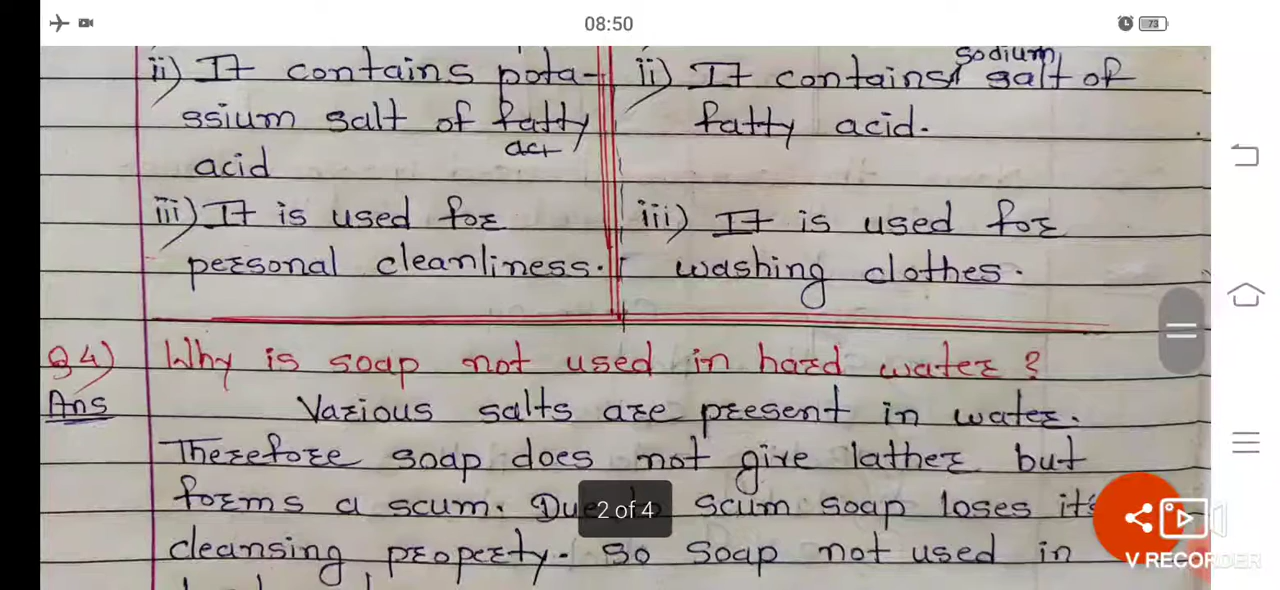 08:50
73
ii) It contains pota-
ssium salt of fatty
act
acid
iii) It is used for
personal cleanliness.
sodium
ii) It contains salt of
fatty acid.
iii) It is used for
washing clothes.
Q4) Why is soap not used in hard water?
Ans Various salts are present in water.
Therefore soap does not give lather but
forms a scum. Due to scum soap loses its
cleansing property. so soap not used in
2 of 4
V RECORDER